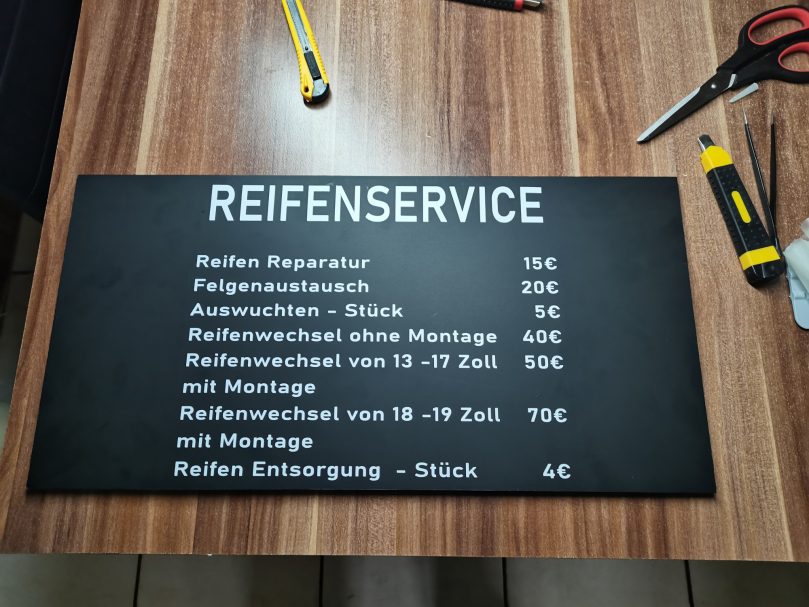 REIFENSERVICE
Reifen Reparatur 15€
Felgenaustausch 20€
Auswuchten - Stück 5€
Reifenwechsel ohne Montage 40€
Reifenwechsel von 13 -17 Zoll 50€
mit Montage
Reifenwechsel von 18 -19 Zoll 70€
mit Montage
Reifen Entsorgung - Stück 4€